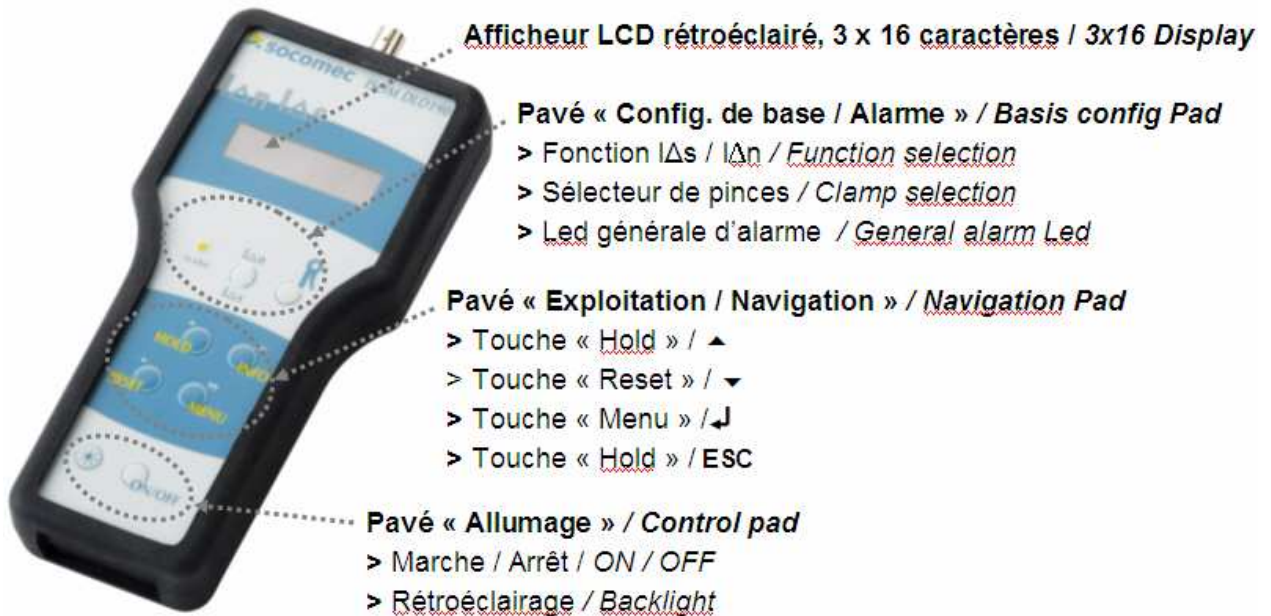 Afficheur LCD rétroéclairé, 3 x 16 caractères / 3x16 Display
Pavé « Config. de base / Alarme » / Basis config Pad
> Fonction IΔs / IΔn / Function selection
> Sélecteur de pinces / Clamp selection
> Led générale d’alarme / General alarm Led
Pavé « Exploitation / Navigation » / Navigation Pad
> Touche « Hold » / ▲
> Touche « Reset » / ▼
> Touche « Menu » /↲
> Touche « Hold » / ESC
Pavé « Allumage » / Control pad
> Marche / Arrêt / ON / OFF
> Rétroéclairage / Backlight
socomec
IΔn IΔs
HOLD
INFO
RESET
MENU
ON/OFF